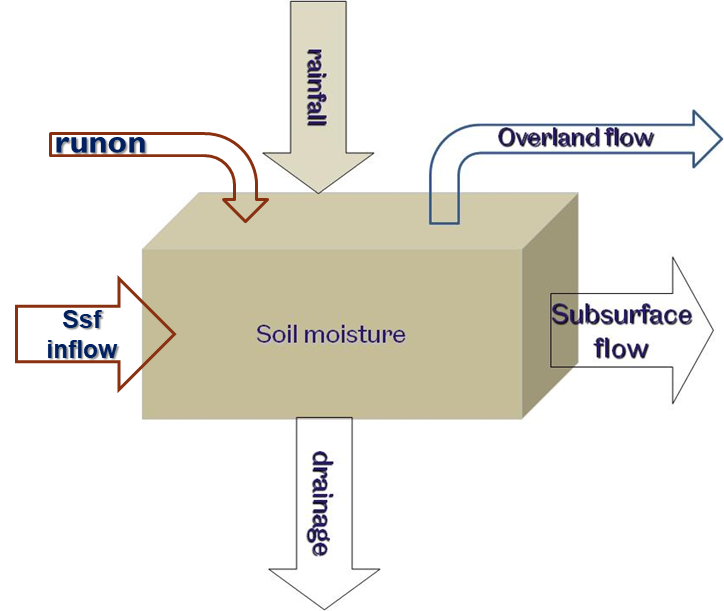 rainfall
runon
Overland flow
Ssf
inflow
Soil moisture
Subsurface
flow
drainage